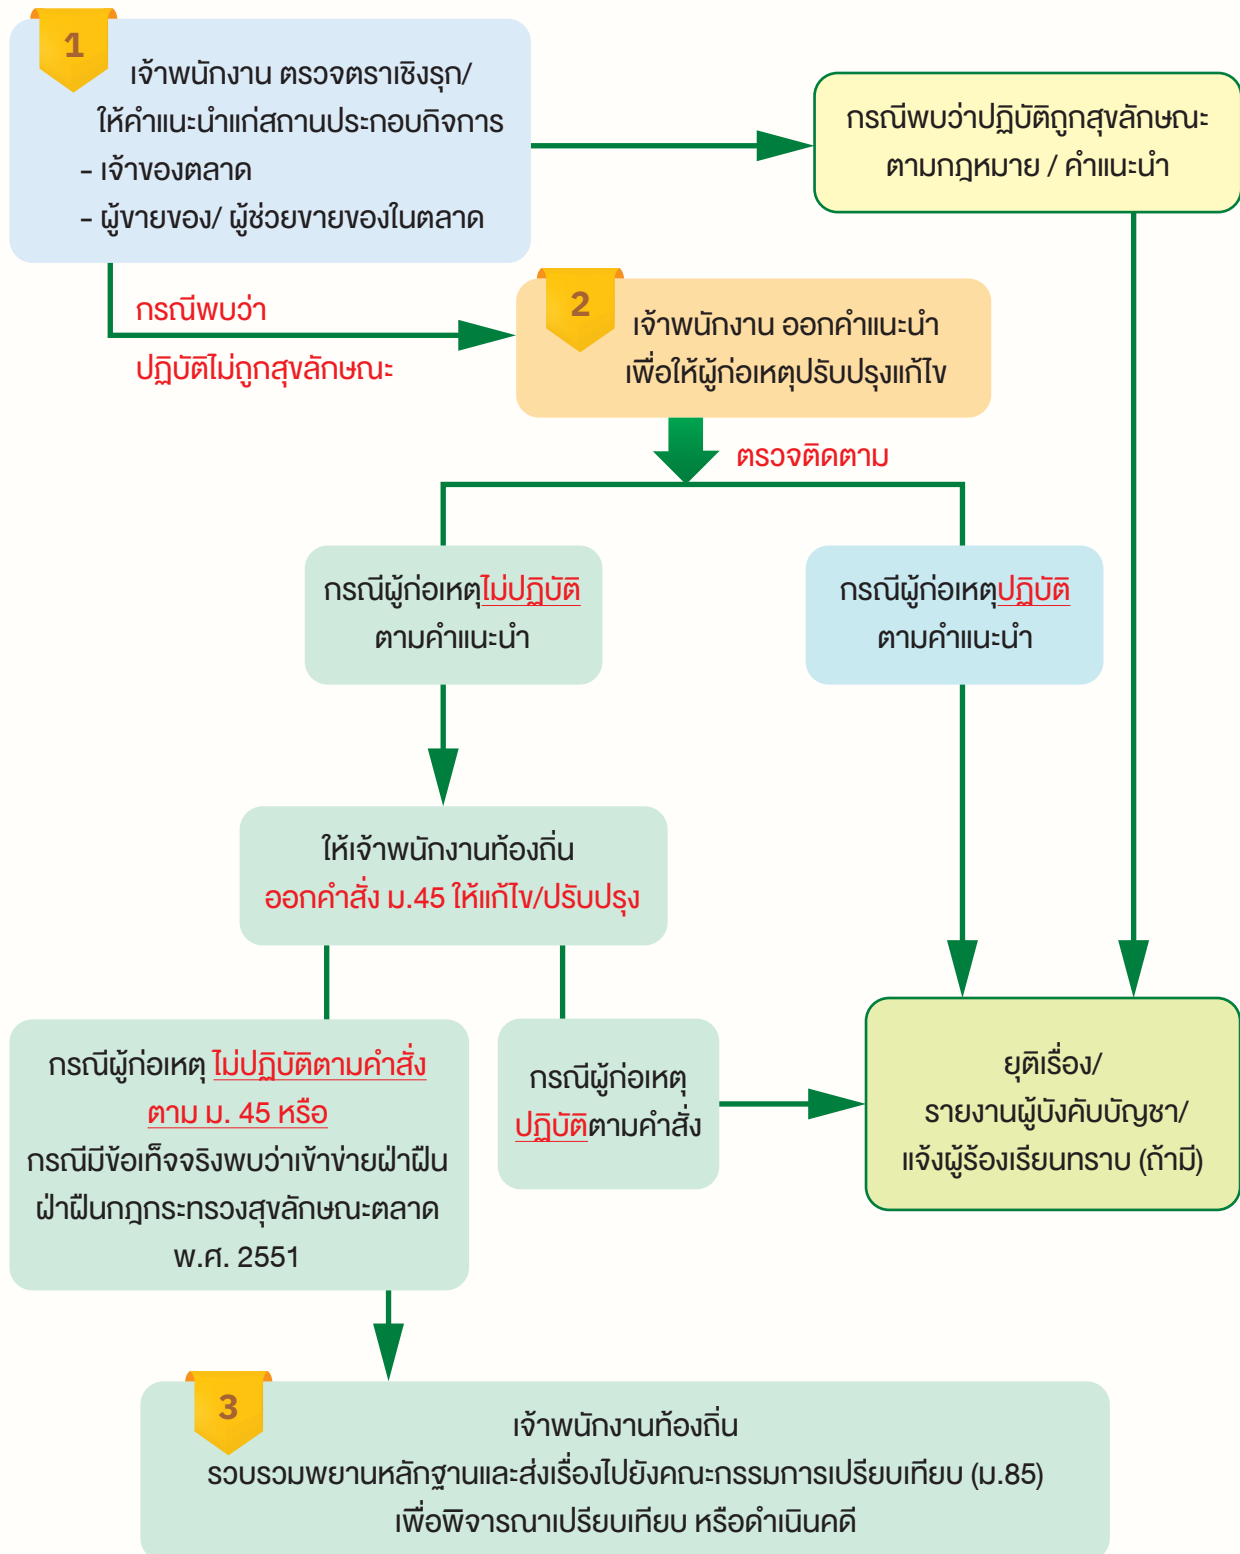 1
เจ้าพนักงาน ตรวจตราเชิงรุก/
ให้คำแนะนำแก่สถานประกอบกิจการ
- เจ้าของตลาด
- ผู้ขายของ/ ผู้ช่วยขายของในตลาด
กรณีพบว่าปฏิบัติถูกสุขลักษณะ
ตามกฎหมาย / คำแนะนำ
กรณีพบว่า
ปฏิบัติไม่ถูกสุขลักษณะ
2
เจ้าพนักงาน ออกคำแนะนำ
เพื่อให้ผู้ก่อเหตุปรับปรุงแก้ไข
ตรวจติดตาม
กรณีผู้ก่อเหตุไม่ปฏิบัติ
ตามคำแนะนำ
กรณีผู้ก่อเหตุปฏิบัติ
ตามคำแนะนำ
ให้เจ้าพนักงานท้องถิ่น
ออกคำสั่ง ม.45 ให้แก้ไข/ปรับปรุง
กรณีผู้ก่อเหตุ ไม่ปฏิบัติตามคำสั่ง
ตาม ม. 45 หรือ
กรณีมีข้อเท็จจริงพบว่าเข้าข่ายฝ่าฝืน
ฝ่าฝืนกฎกระทรวงสุขลักษณะตลาด
พ.ศ. 2551
กรณีผู้ก่อเหตุ
ปฏิบัติตามคำสั่ง
ยุติเรื่อง/
รายงานผู้บังคับบัญชา/
แจ้งผู้ร้องเรียนทราบ (ถ้ามี)
3
เจ้าพนักงานท้องถิ่น
รวบรวมพยานหลักฐานและส่งเรื่องไปยังคณะกรรมการเปรียบเทียบ (ม.85)
เพื่อพิจารณาเปรียบเทียบ หรือดำเนินคดี